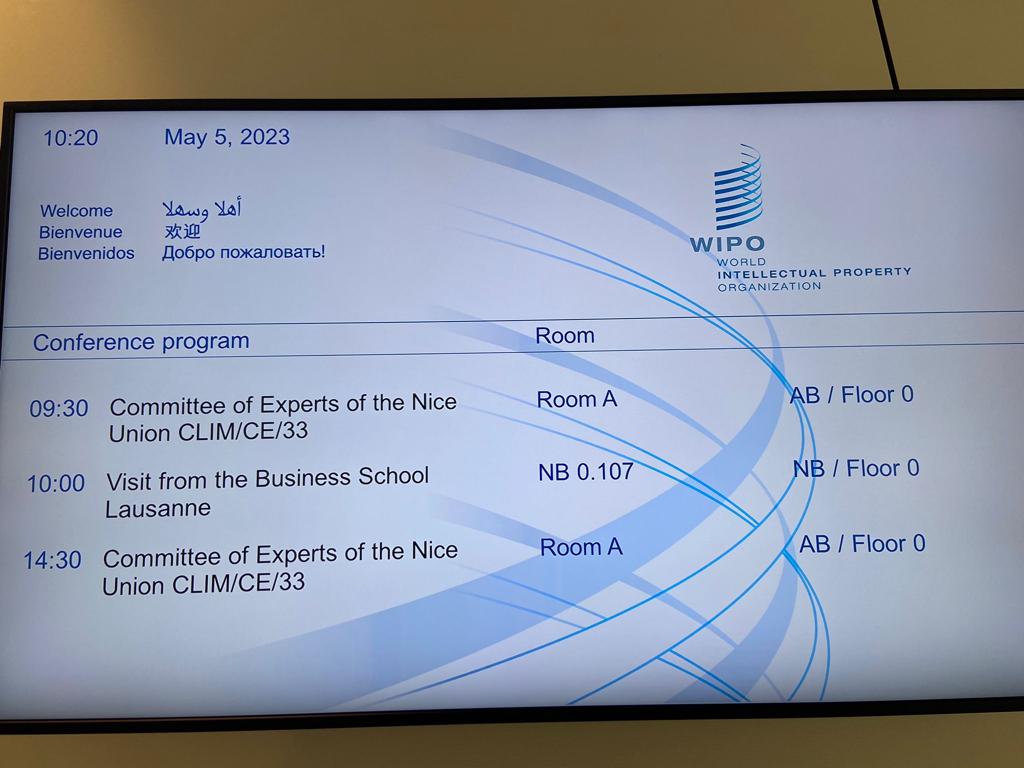 10:20 May 5, 2023
Welcome أهلا وسهلا
Bienvenue 欢迎
Bienvenidos Добро пожаловать!
WIPO
WORLD
INTELLECTUAL PROPERTY
ORGANIZATION
Conference program Room
09:30 Committee of Experts of the Nice Room A AB / Floor 0
Union CLIM/CE/33
10:00 Visit from the Business School NB 0.107 NB / Floor 0
Lausanne
14:30 Committee of Experts of the Nice Room A AB / Floor 0
Union CLIM/CE/33